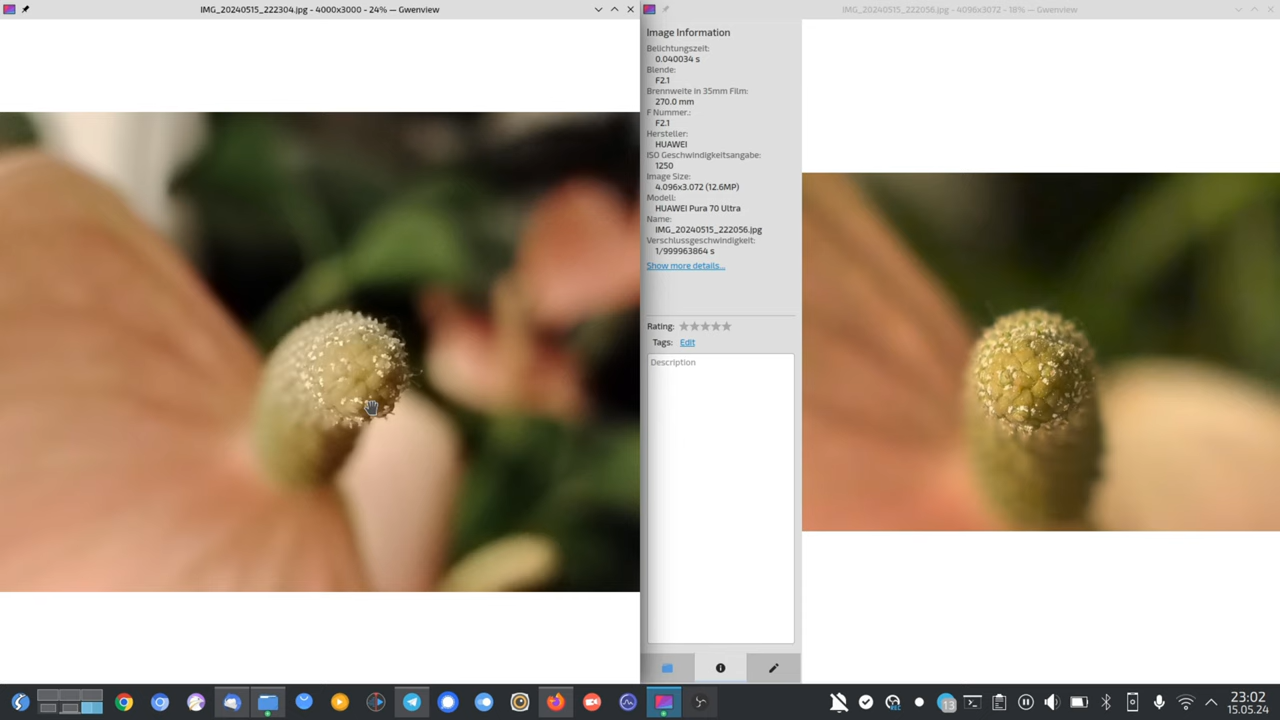 IMG_20240515_222304.jpg - 4000x3000 - 24% — Gwenview
IMG_20240515_222056.jpg - 4096x3072 - 18% — Gwenview
Image Information
Belichtungszeit:
0.040034 s
Blende:
F2.1
Brennweite in 35mm Film:
270.0 mm
F Nummer.:
F2.1
Hersteller:
HUAWEI
ISO Geschwindigkeitsangabe:
1250
Image Size:
4.096x3.072 (12.6MP)
Modell:
HUAWEI Pura 70 Ultra
Name:
IMG_20240515_222056.jpg
Verschlussgeschwindigkeit:
1/999963864 s
Show more details...
Rating:
Tags: Edit
Description
REC
13
23:02
15.05.24